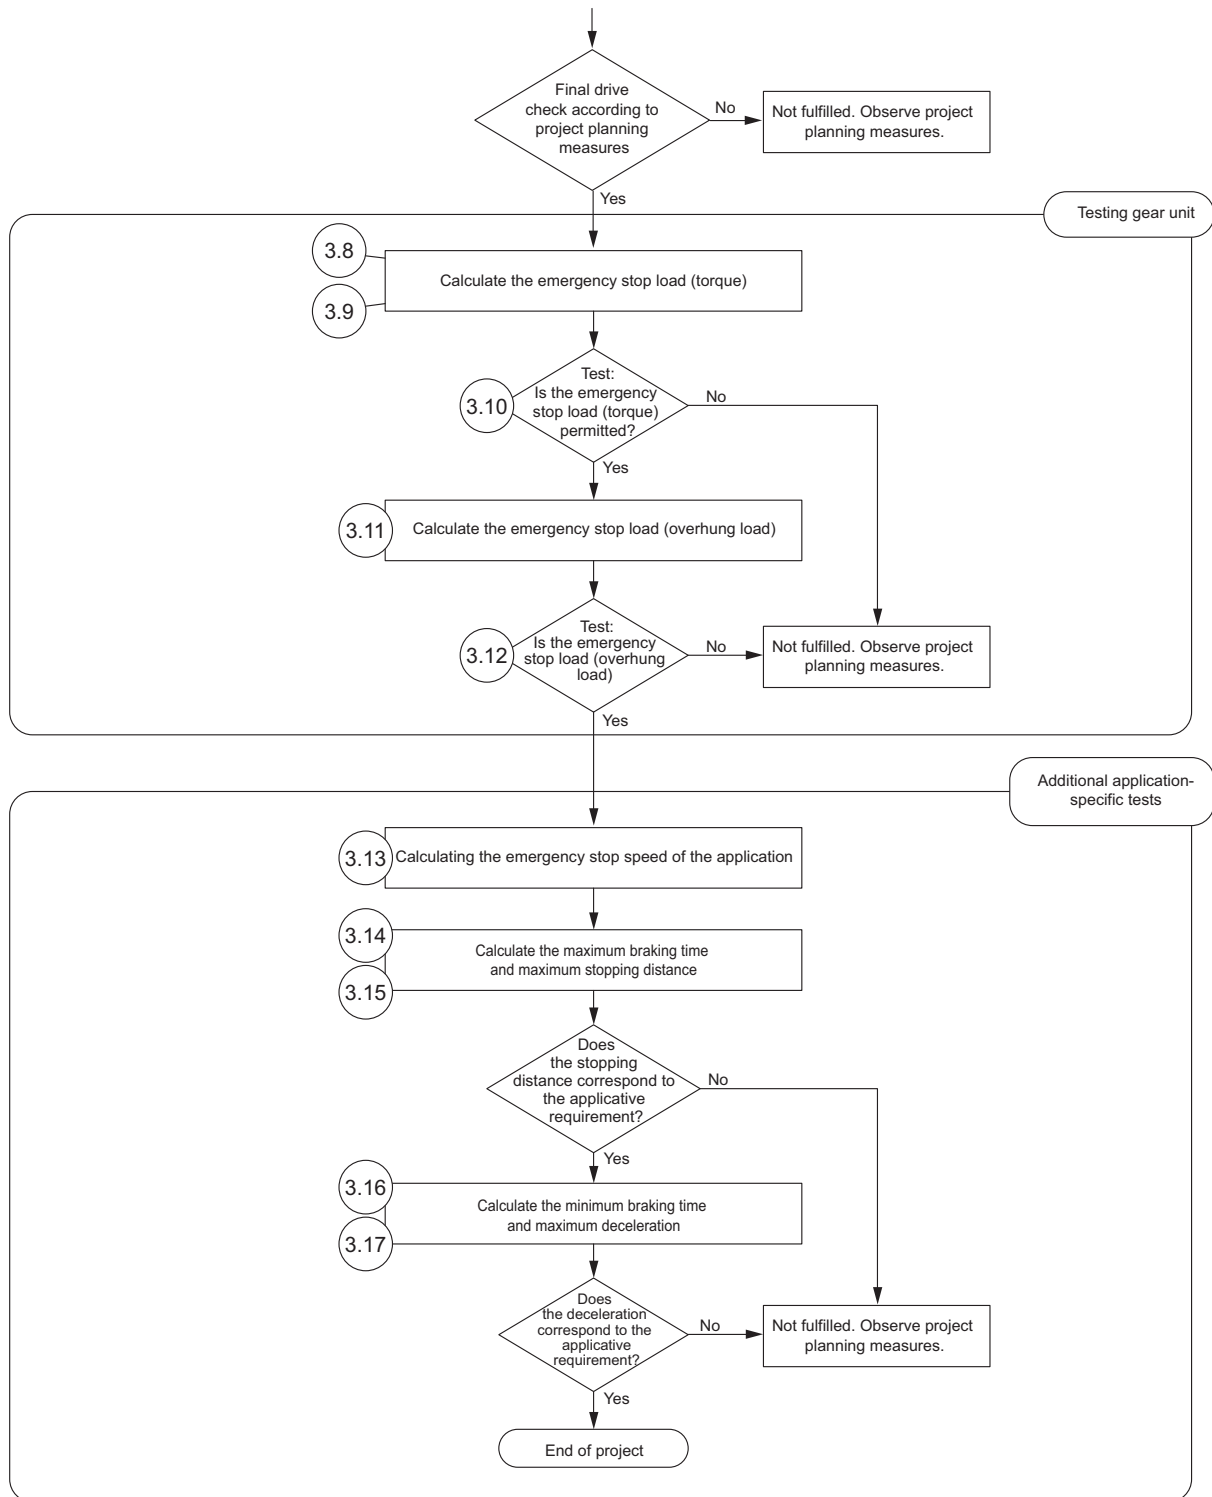 Final drive
check according to
project planning
measures
No
Not fulfilled. Observe project
planning measures.
Yes
Testing gear unit
3.8
Calculate the emergency stop load (torque)
3.9
Test:
Is the emergency
stop load (torque)
permitted?
3.10
No
Yes
3.11
Calculate the emergency stop load (overhung load)
Test:
Is the emergency
stop load (overhung
load)
3.12
No
Not fulfilled. Observe project
planning measures.
Yes
Additional application-
specific tests
3.13
Calculating the emergency stop speed of the application
3.14
Calculate the maximum braking time
and maximum stopping distance
3.15
Does
the stopping
distance correspond to
the applicative
requirement?
No
Yes
3.16
Calculate the minimum braking time
and maximum deceleration
3.17
Does
the deceleration
correspond to the
applicative
requirement?
No
Not fulfilled. Observe project
planning measures.
Yes
End of project